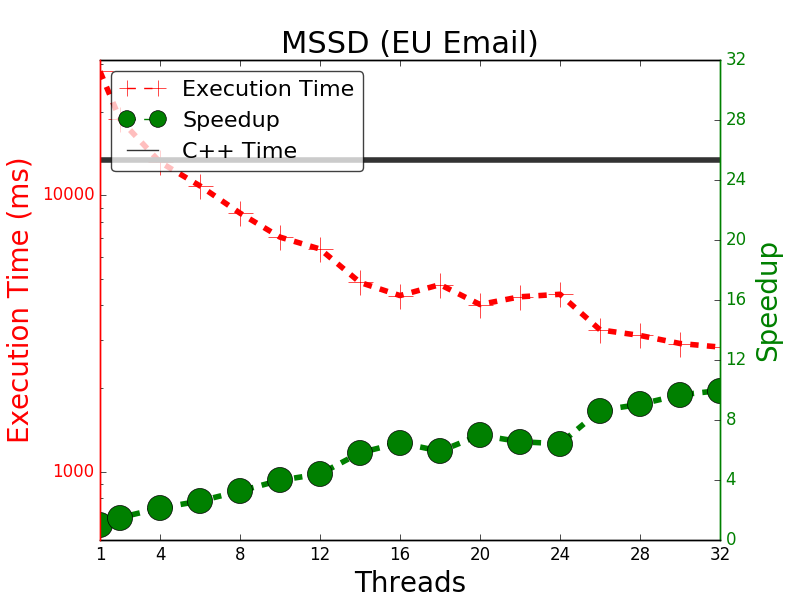 MSSD (EU Email)
Execution Time
Speedup
C++ Time
Execution Time (ms)
10000
1000
32
28
24
20
16
12
8
4
0
Speedup
1 4 8 12 16 20 24 28 32
Threads